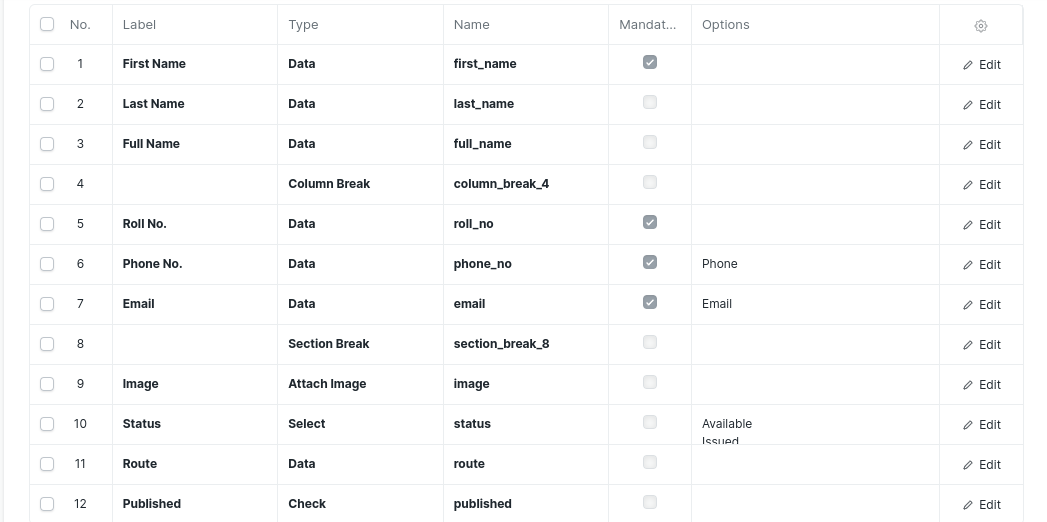 No. Label Type Name Mandat... Options
1 First Name Data first_name Edit
2 Last Name Data last_name Edit
3 Full Name Data full_name Edit
4 Column Break column_break_4 Edit
5 Roll No. Data roll_no Edit
6 Phone No. Data phone_no Phone Edit
7 Email Data email Email Edit
8 Section Break section_break_8 Edit
9 Image Attach Image image Edit
10 Status Select status Available Edit
Issued
11 Route Data route Edit
12 Published Check published Edit